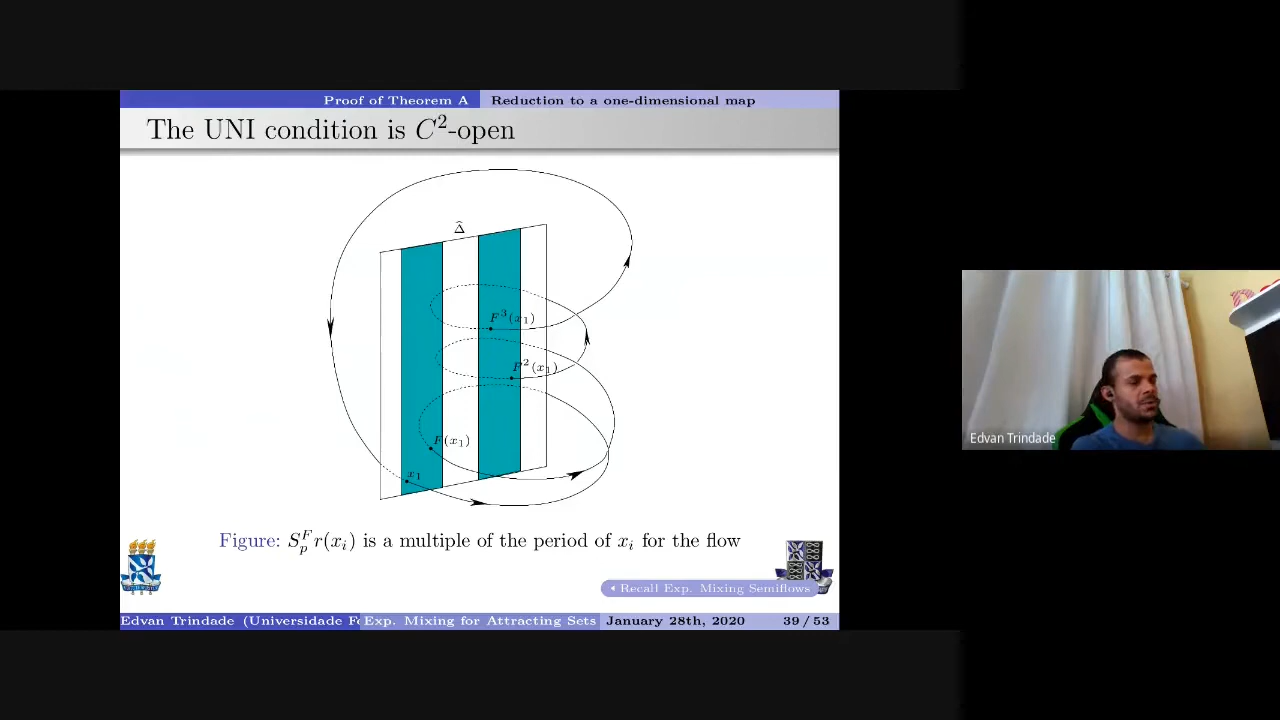 Proof of Theorem A Reduction to a one-dimensional map
The UNI condition is C²-open
Δ̂
F³(x₁)
F²(x₁)
F(x₁)
x₁
Figure: S_p^F r(x_i) is a multiple of the period of x_i for the flow
Recall Exp. Mixing Semiflows
Edvan Trindade (Universidade Fe Exp. Mixing for Attracting Sets January 28th, 2020 39 / 53
Edvan Trindade